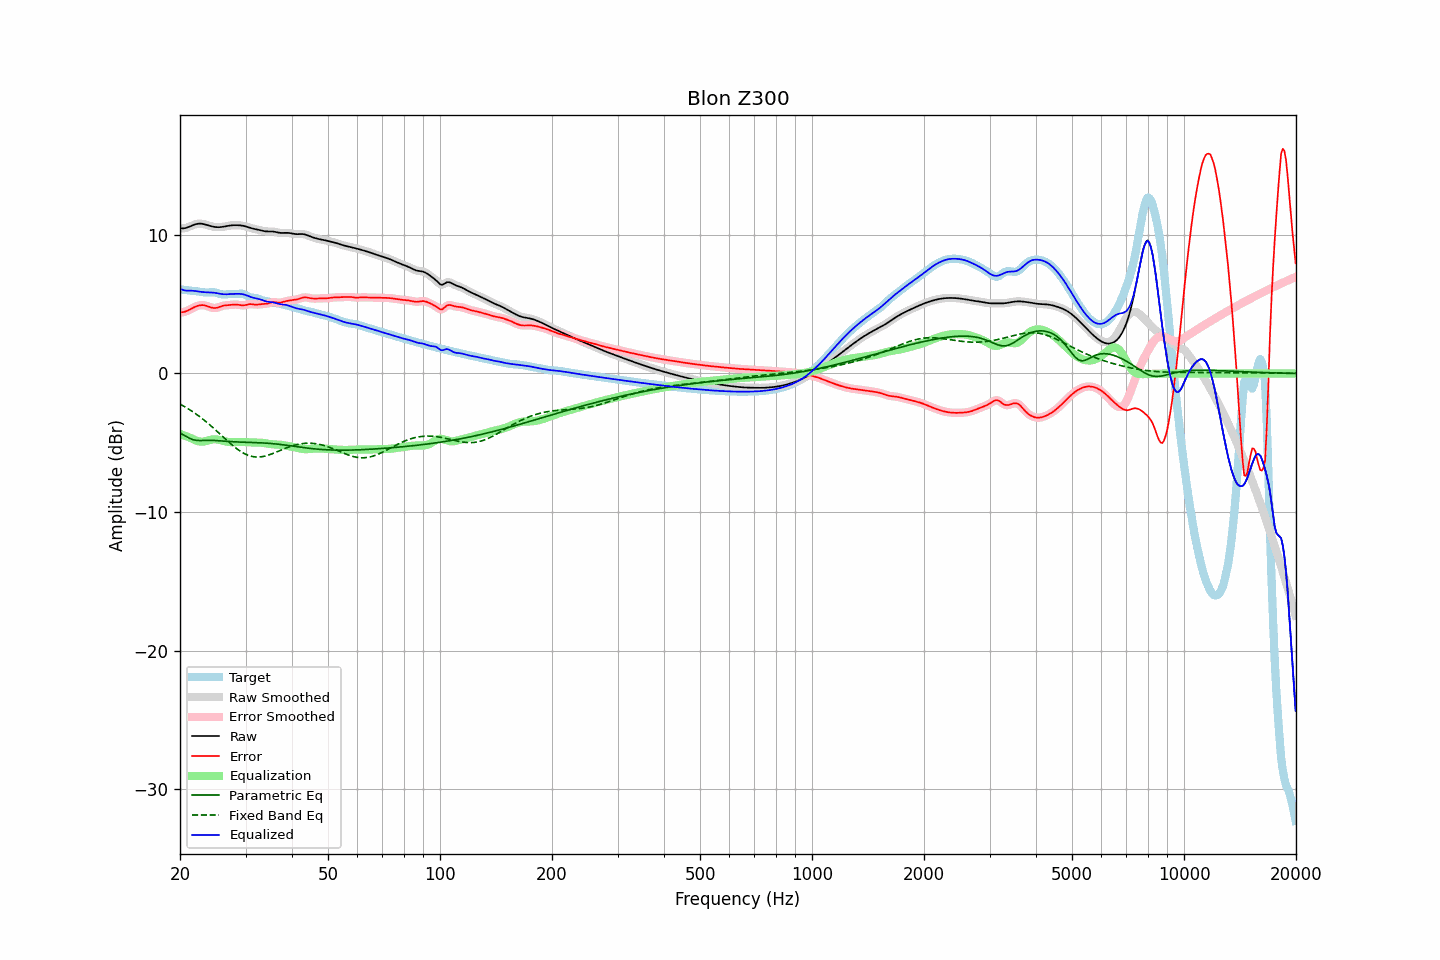 Blon Z300
Amplitude (dBr)
10
0
−10
−20
−30
Target
Raw Smoothed
Error Smoothed
Raw
Error
Equalization
Parametric Eq
Fixed Band Eq
Equalized
20 50 100 200 500 1000 2000 5000 10000 20000
Frequency (Hz)